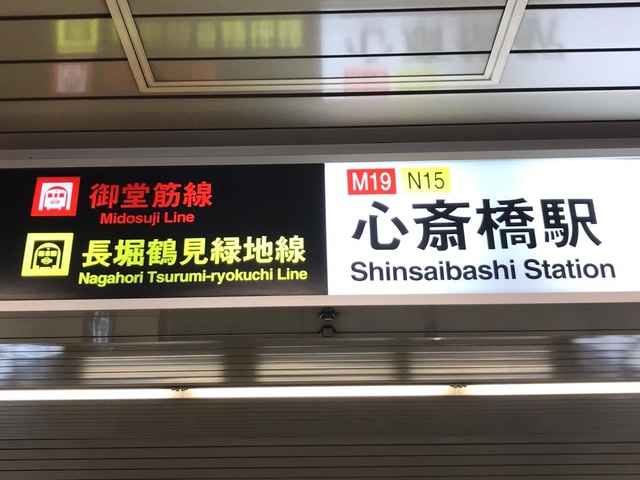 御堂筋線
Midosuji Line
長堀鶴見緑地線
Nagahori Tsurumi-ryokuchi Line
M19 N15
心斎橋駅
Shinsaibashi Station